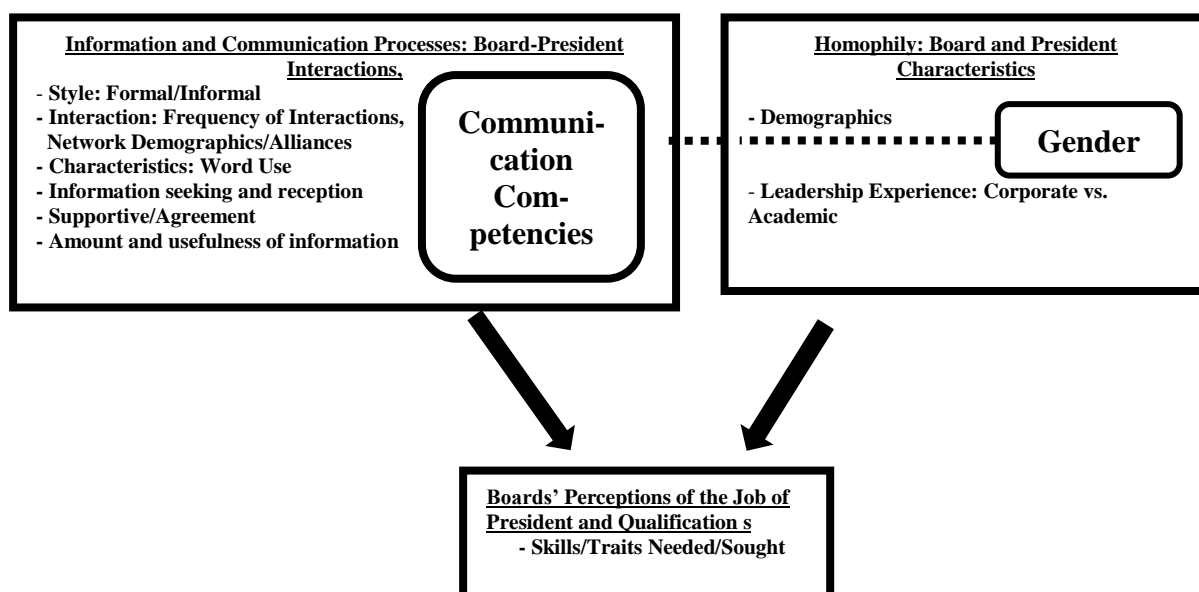 Information and Communication Processes: Board-President
Interactions,
- Style: Formal/Informal
- Interaction: Frequency of Interactions,
Network Demographics/Alliances
- Characteristics: Word Use
- Information seeking and reception
- Supportive/Agreement
- Amount and usefulness of information
Communi-
cation
Com-
petencies
Homophily: Board and President
Characteristics
- Demographics
Gender
- Leadership Experience: Corporate vs.
Academic
Boards’ Perceptions of the Job of
President and Qualification s
- Skills/Traits Needed/Sought